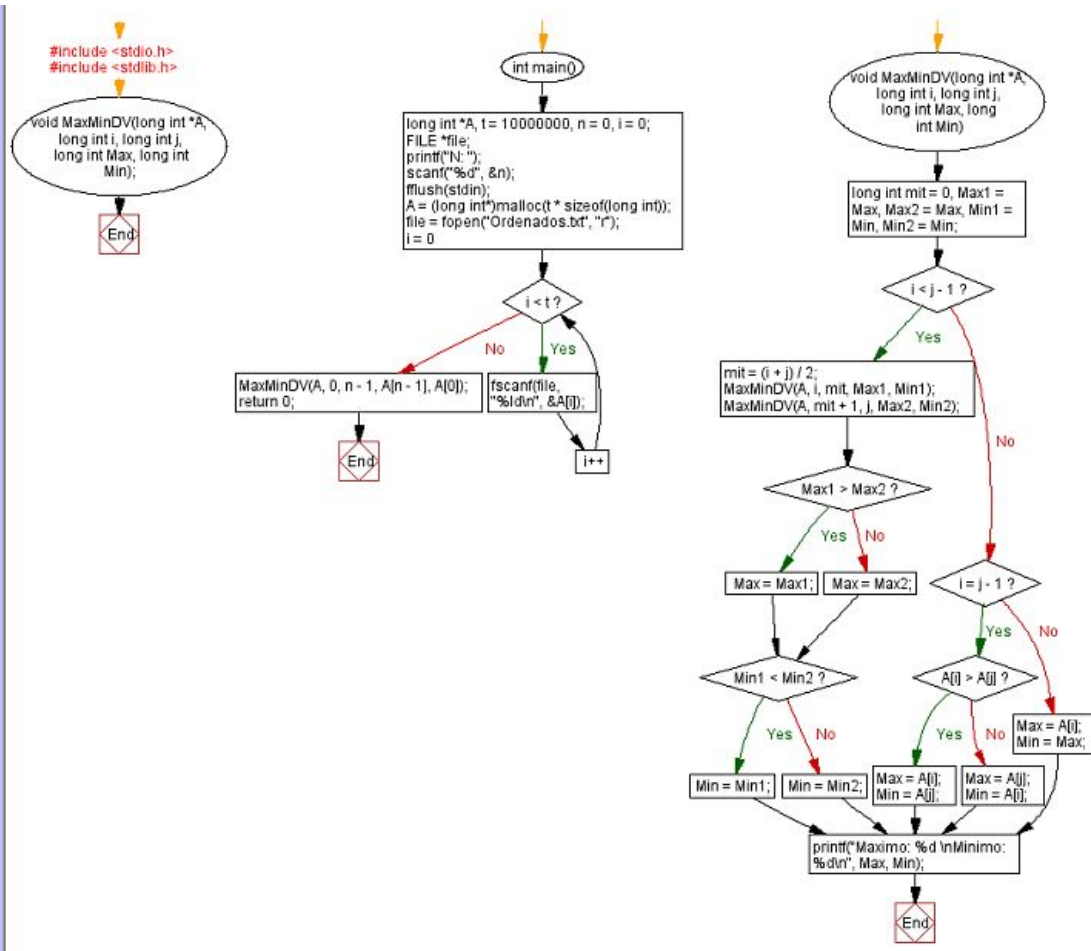 #include <stdio.h>
#include <stdlib.h>
void MaxMinDV(long int *A,
long int i, long int j,
long int Max, long int
Min);
End
int main()
long int *A, t = 10000000, n = 0, i = 0;
FILE *file;
printf("N: ");
scanf("%d", &n);
fflush(stdin);
A = (long int*)malloc(t * sizeof(long int));
file = fopen("Ordenados.txt", "r");
i = 0
i < t ?
No
Yes
MaxMinDV(A, 0, n - 1, A[n - 1], A[0]);
return 0;
fscanf(file,
"%ld\n", &A[i]);
End
i++
void MaxMinDV(long int *A,
long int i, long int j,
long int Max, long
int Min)
long int mit = 0, Max1 =
Max, Max2 = Max, Min1 =
Min, Min2 = Min;
i < j - 1 ?
Yes
No
mit = (i + j) / 2;
MaxMinDV(A, i, mit, Max1, Min1);
MaxMinDV(A, mit + 1, j, Max2, Min2);
Max1 > Max2 ?
Yes
No
Max = Max1;
Max = Max2;
i = j - 1 ?
Yes
No
Min1 < Min2 ?
A[i] > A[j] ?
Yes
No
Yes
No
Max = A[i];
Min = Max;
Min = Min1;
Min = Min2;
Max = A[i];
Min = A[j];
Max = A[j];
Min = A[i];
printf("Maximo: %d \nMinimo:
%d\n", Max, Min);
End